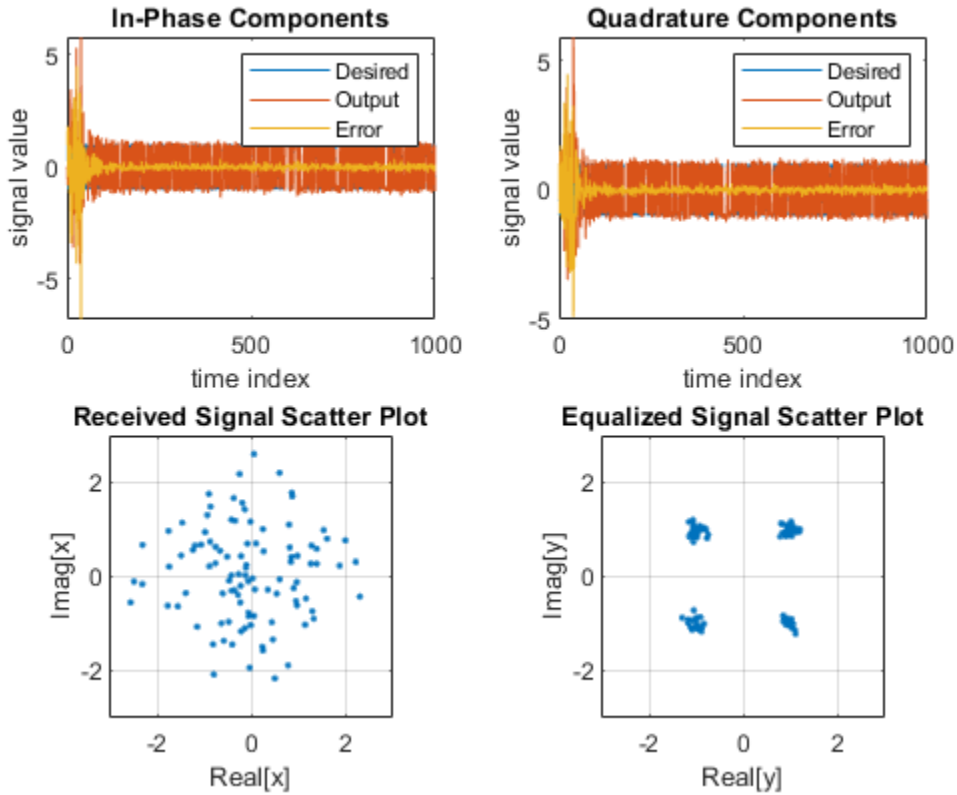 In-Phase Components
5
0
-5
signal value
Desired
Output
Error
0 500 1000
time index
Quadrature Components
5
0
-5
signal value
Desired
Output
Error
0 500 1000
time index
Received Signal Scatter Plot
2
0
-2
Imag[x]
-2 0 2
Real[x]
Equalized Signal Scatter Plot
2
0
-2
Imag[y]
-2 0 2
Real[y]